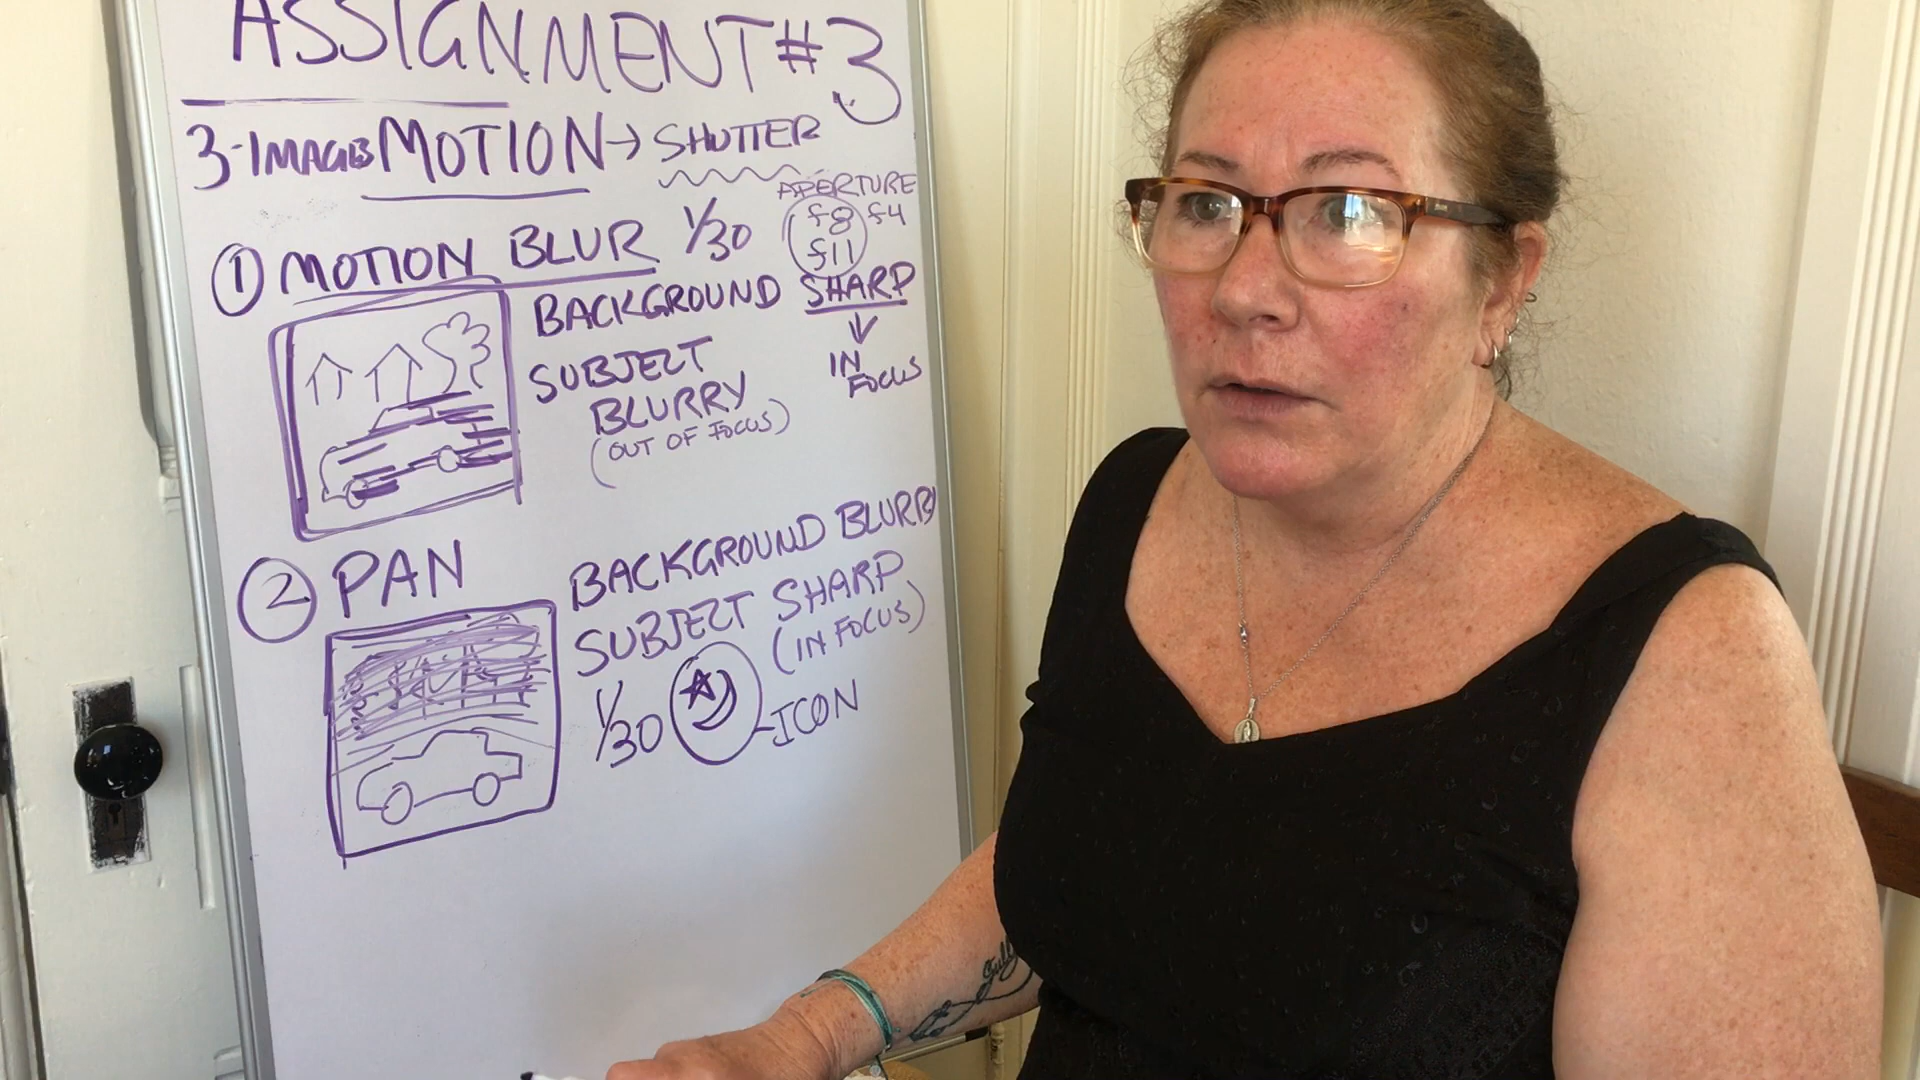 ASSIGNMENT #3
3-IMAGES MOTION → SHUTTER
APERTURE
① MOTION BLUR 1/30 f8 f4
f11
BACKGROUND SHARP
↓
SUBJECT IN FOCUS
BLURRY
(OUT OF FOCUS)
② PAN BACKGROUND BLURRY
SUBJECT SHARP
(IN FOCUS)
1/30 -ICON